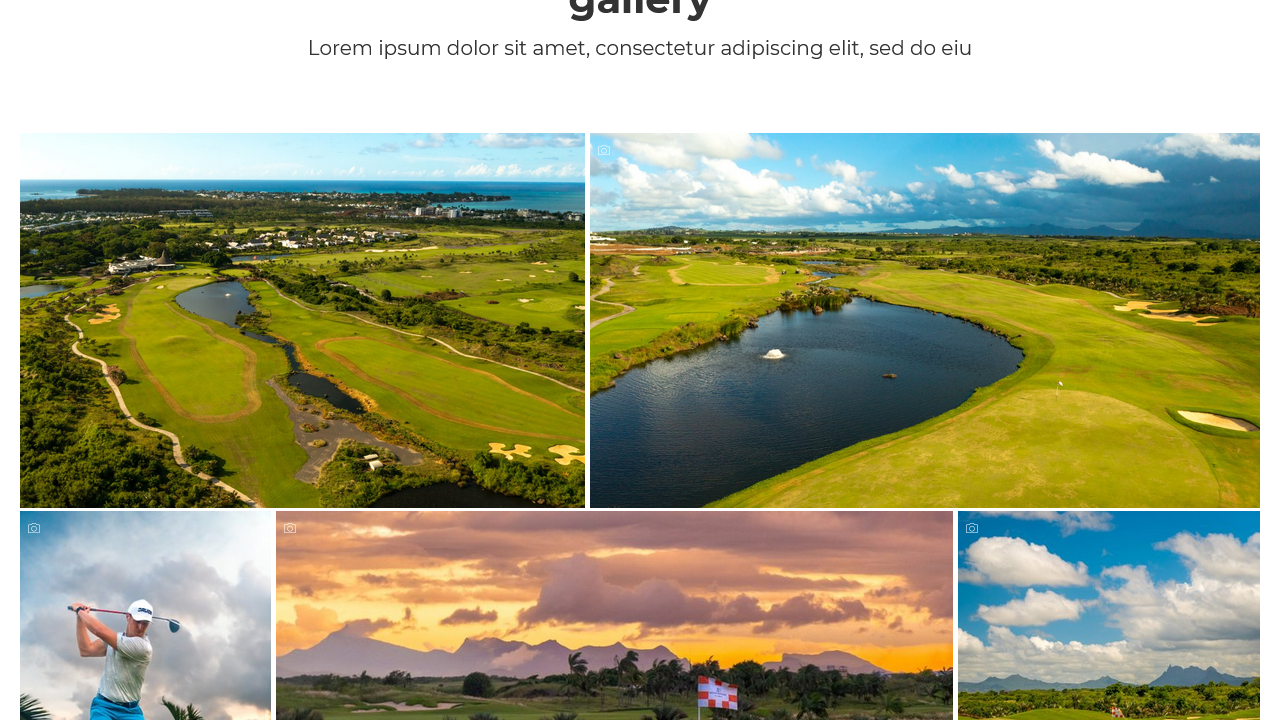 gallery
Lorem ipsum dolor sit amet, consectetur adipiscing elit, sed do eiu